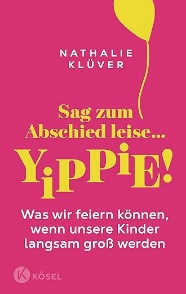 NATHALIE
KLÜVER
Sag zum
Abschied leise...
YiPPiE!
Was wir feiern können,
wenn unsere Kinder
langsam groß werden
KÖSEL